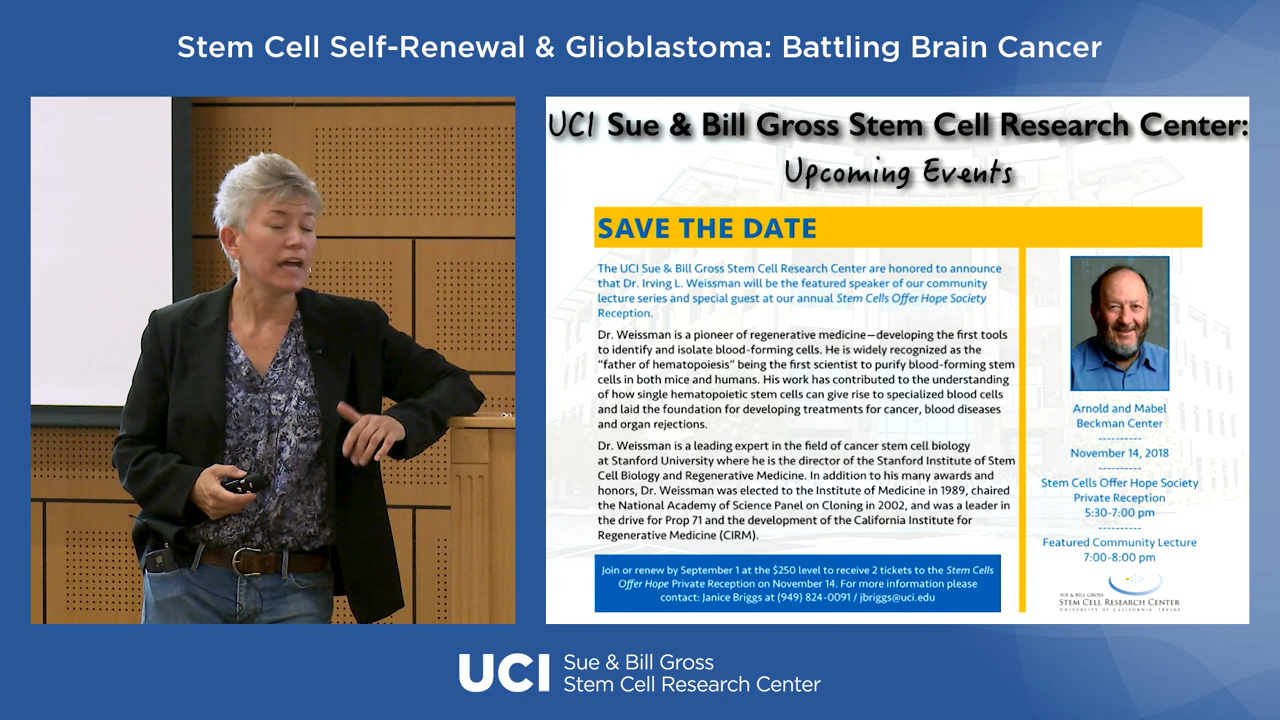 Stem Cell Self-Renewal & Glioblastoma: Battling Brain Cancer
UCI Sue & Bill Gross Stem Cell Research Center:
Upcoming Events
SAVE THE DATE
The UCI Sue & Bill Gross Stem Cell Research Center are honored to announce
that Dr. Irving L. Weissman will be the featured speaker of our community
lecture series and special guest at our annual Stem Cells Offer Hope Society
Reception.
Dr. Weissman is a pioneer of regenerative medicine—developing the first tools
to identify and isolate blood-forming cells. He is widely recognized as the
"father of hematopoiesis" being the first scientist to purify blood-forming stem
cells in both mice and humans. His work has contributed to the understanding
of how single hematopoietic stem cells can give rise to specialized blood cells
and laid the foundation for developing treatments for cancer, blood diseases
and organ rejections.
Dr. Weissman is a leading expert in the field of cancer stem cell biology
at Stanford University where he is the director of the Stanford Institute of Stem
Cell Biology and Regenerative Medicine. In addition to his many awards and
honors, Dr. Weissman was elected to the Institute of Medicine in 1989, chaired
the National Academy of Science Panel on Cloning in 2002, and was a leader in
the drive for Prop 71 and the development of the California Institute for
Regenerative Medicine (CIRM).
Join or renew by September 1 at the $250 level to receive 2 tickets to the Stem Cells
Offer Hope Private Reception on November 14. For more information please
contact: Janice Briggs at (949) 824-0091 / jbriggs@uci.edu
Arnold and Mabel
Beckman Center
----------
November 14, 2018
----------
Stem Cells Offer Hope Society
Private Reception
5:30-7:00 pm
----------
Featured Community Lecture
7:00-8:00 pm
SUE & BILL GROSS
STEM CELL RESEARCH CENTER
UNIVERSITY OF CALIFORNIA · IRVINE
UCI Sue & Bill Gross
Stem Cell Research Center